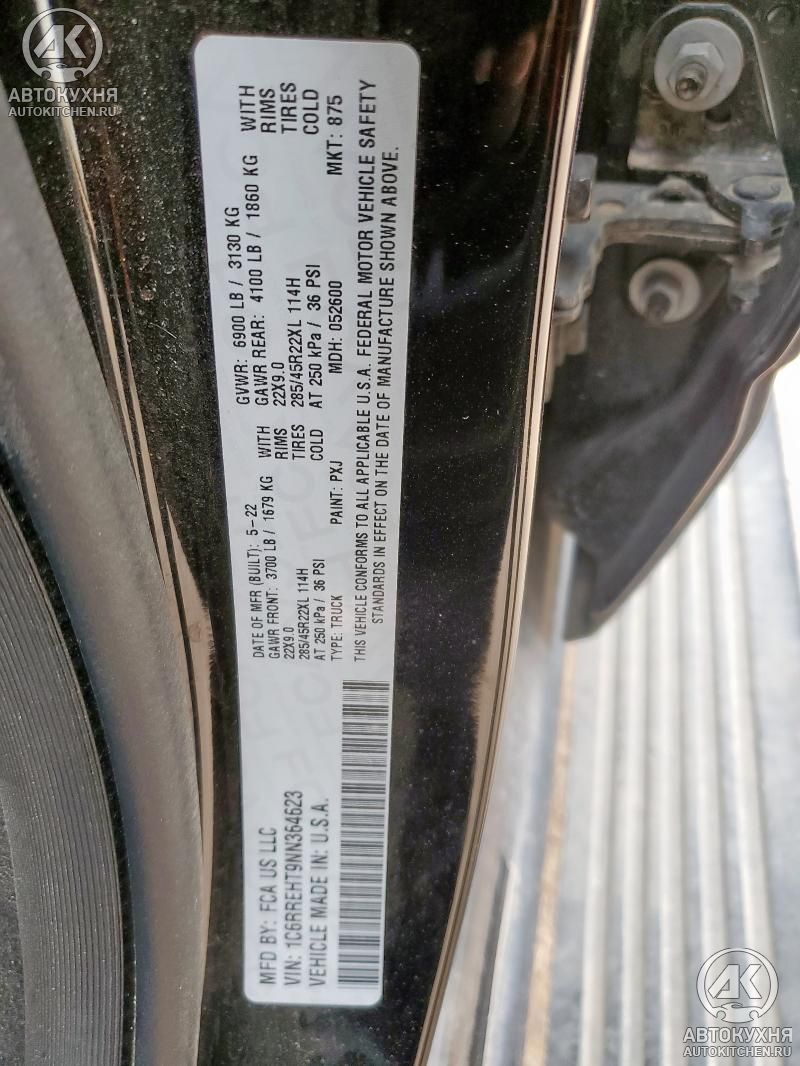 AK
АВТОКУХНЯ
AUTOKITCHEN.RU
MFD BY: FCA US LLC
VIN: 1C6RREHT9NN364623
VEHICLE MADE IN: U.S.A.
DATE OF MFR (BUILT): 5-22
GAWR FRONT: 3700 LB / 1679 KG WITH
22X9.0 RIMS
285/45R22XL 114H TIRES
AT 250 kPa / 36 PSI COLD
TYPE: TRUCK PAINT: PXJ
GVWR: 6900 LB / 3130 KG
GAWR REAR: 4100 LB / 1860 KG WITH
22X9.0 RIMS
285/45R22XL 114H TIRES
AT 250 kPa / 36 PSI COLD
MDH: 052600 MKT: 875
THIS VEHICLE CONFORMS TO ALL APPLICABLE U.S.A. FEDERAL MOTOR VEHICLE SAFETY
STANDARDS IN EFFECT ON THE DATE OF MANUFACTURE SHOWN ABOVE.
AK
АВТОКУХНЯ
AUTOKITCHEN.RU